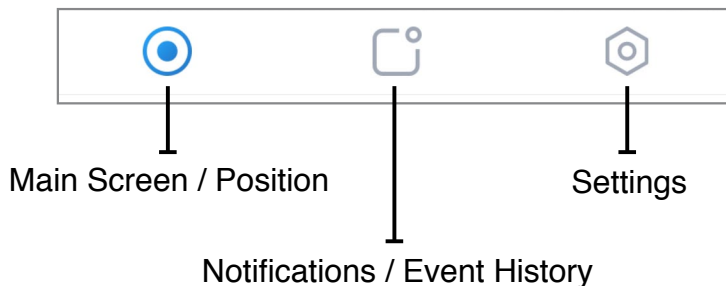 Main Screen / Position
Settings
Notifications / Event History